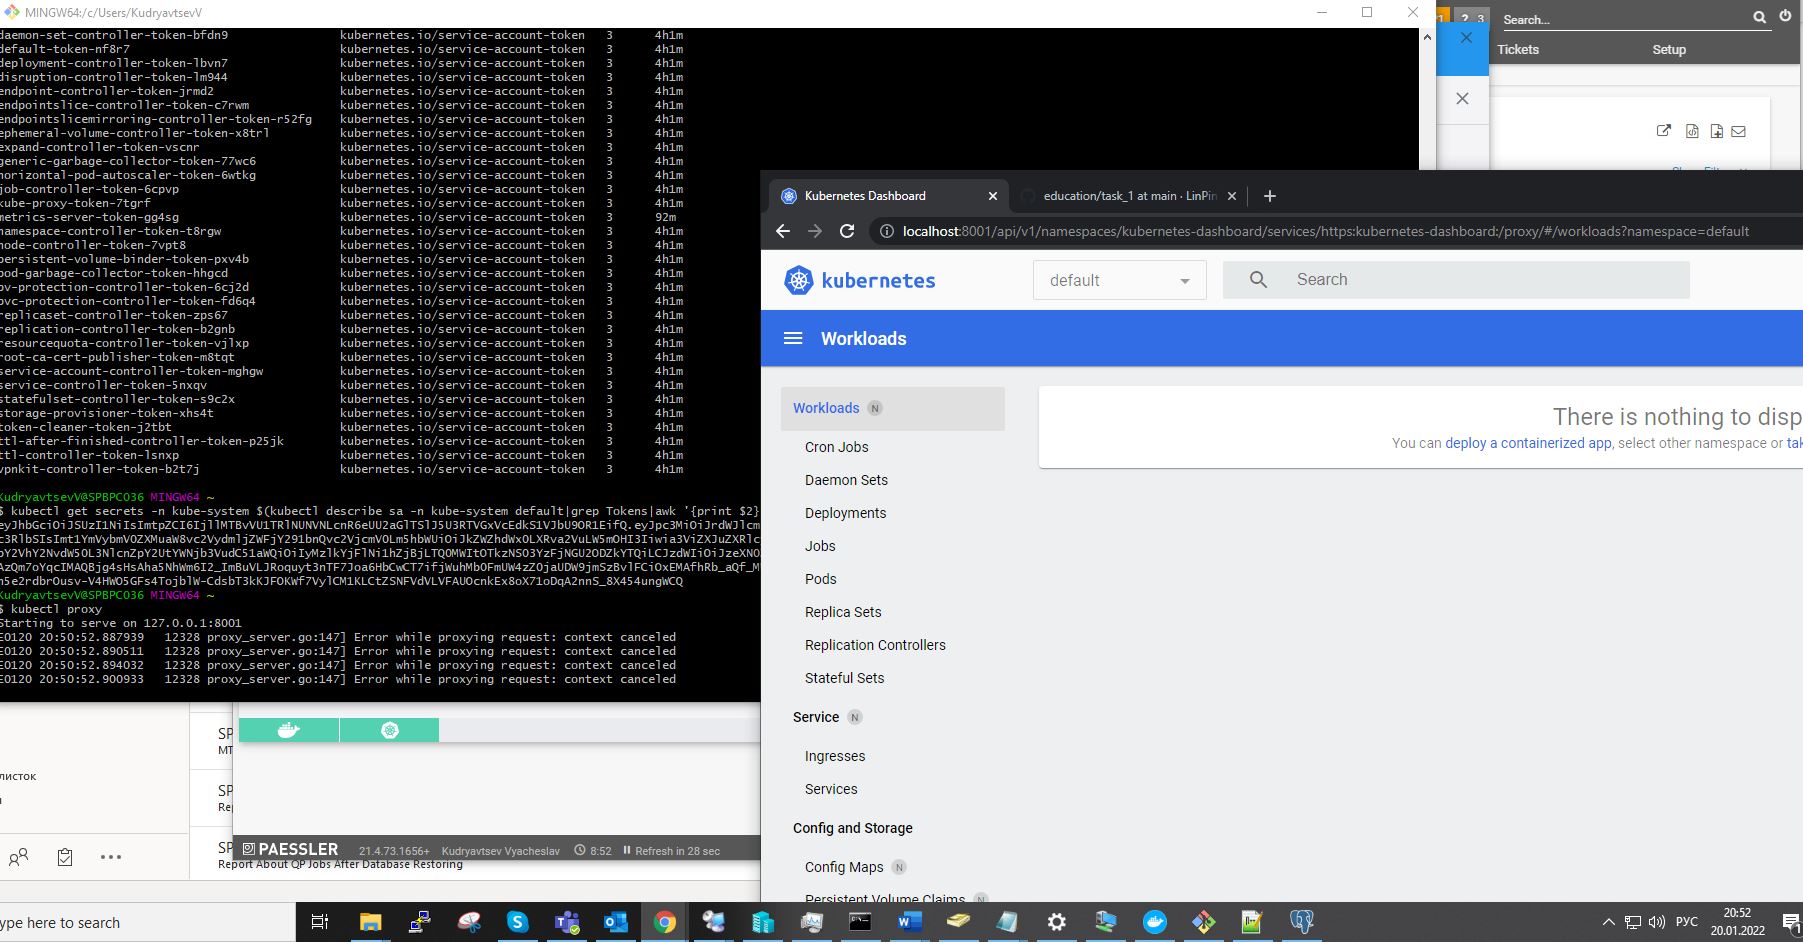 MINGW64:/c/Users/KudryavtsevV
daemon-set-controller-token-bfdn9 kubernetes.io/service-account-token 3 4h1m
default-token-nf8r7 kubernetes.io/service-account-token 3 4h1m
deployment-controller-token-lbvn7 kubernetes.io/service-account-token 3 4h1m
disruption-controller-token-lm944 kubernetes.io/service-account-token 3 4h1m
endpoint-controller-token-jrmd2 kubernetes.io/service-account-token 3 4h1m
endpointslice-controller-token-c7rwm kubernetes.io/service-account-token 3 4h1m
endpointslicemirroring-controller-token-r52fg kubernetes.io/service-account-token 3 4h1m
ephemeral-volume-controller-token-x8trl kubernetes.io/service-account-token 3 4h1m
expand-controller-token-vscnr kubernetes.io/service-account-token 3 4h1m
generic-garbage-collector-token-77wc6 kubernetes.io/service-account-token 3 4h1m
horizontal-pod-autoscaler-token-6wtkg kubernetes.io/service-account-token 3 4h1m
job-controller-token-6cpvp kubernetes.io/service-account-token 3 4h1m
kube-proxy-token-7tgrf kubernetes.io/service-account-token 3 4h1m
metrics-server-token-gg4sg kubernetes.io/service-account-token 3 92m
namespace-controller-token-t8rgw kubernetes.io/service-account-token 3 4h1m
node-controller-token-7vpt8 kubernetes.io/service-account-token 3 4h1m
persistent-volume-binder-token-pxv4b kubernetes.io/service-account-token 3 4h1m
pod-garbage-collector-token-hhgcd kubernetes.io/service-account-token 3 4h1m
pv-protection-controller-token-6cj2d kubernetes.io/service-account-token 3 4h1m
pvc-protection-controller-token-fd6q4 kubernetes.io/service-account-token 3 4h1m
replicaset-controller-token-zps67 kubernetes.io/service-account-token 3 4h1m
replication-controller-token-b2gnb kubernetes.io/service-account-token 3 4h1m
resourcequota-controller-token-vjlxp kubernetes.io/service-account-token 3 4h1m
root-ca-cert-publisher-token-m8tqt kubernetes.io/service-account-token 3 4h1m
service-account-controller-token-mghgw kubernetes.io/service-account-token 3 4h1m
service-controller-token-5nxqv kubernetes.io/service-account-token 3 4h1m
statefulset-controller-token-s9c2x kubernetes.io/service-account-token 3 4h1m
storage-provisioner-token-xhs4t kubernetes.io/service-account-token 3 4h1m
token-cleaner-token-j2tbt kubernetes.io/service-account-token 3 4h1m
ttl-after-finished-controller-token-p25jk kubernetes.io/service-account-token 3 4h1m
ttl-controller-token-lsnxp kubernetes.io/service-account-token 3 4h1m
vpnkit-controller-token-b2t7j kubernetes.io/service-account-token 3 4h1m
KudryavtsevV@SPBPC036 MINGW64 ~
$ kubectl get secrets -n kube-system $(kubectl describe sa -n kube-system default|grep Tokens|awk '{print $2}
KudryavtsevV@SPBPC036 MINGW64 ~
$ kubectl proxy
Starting to serve on 127.0.0.1:8001
E0120 20:50:52.887939 12328 proxy_server.go:147] Error while proxying request: context canceled
E0120 20:50:52.890511 12328 proxy_server.go:147] Error while proxying request: context canceled
E0120 20:50:52.894032 12328 proxy_server.go:147] Error while proxying request: context canceled
E0120 20:50:52.900933 12328 proxy_server.go:147] Error while proxying request: context canceled
? 3 Search...
Tickets Setup
Kubernetes Dashboard
education/task_1 at main · LinPin
localhost:8001/api/v1/namespaces/kubernetes-dashboard/services/https:kubernetes-dashboard:/proxy/#/workloads?namespace=default
kubernetes default Search
Workloads
Workloads N
Cron Jobs
Daemon Sets
Deployments
Jobs
Pods
Replica Sets
Replication Controllers
Stateful Sets
Service N
Ingresses
Services
Config and Storage
Config Maps N
Persistent Volume Claims N
There is nothing to disp
You can deploy a containerized app, select other namespace or tak
листок
SP
MT
SP
Re
SP
Report About QP Jobs After Database Restoring
PAESSLER 21.4.73.1656+ Kudryavtsev Vyacheslav 8:52 Refresh in 28 sec
ype here to search
РУС
20:52
20.01.2022
1